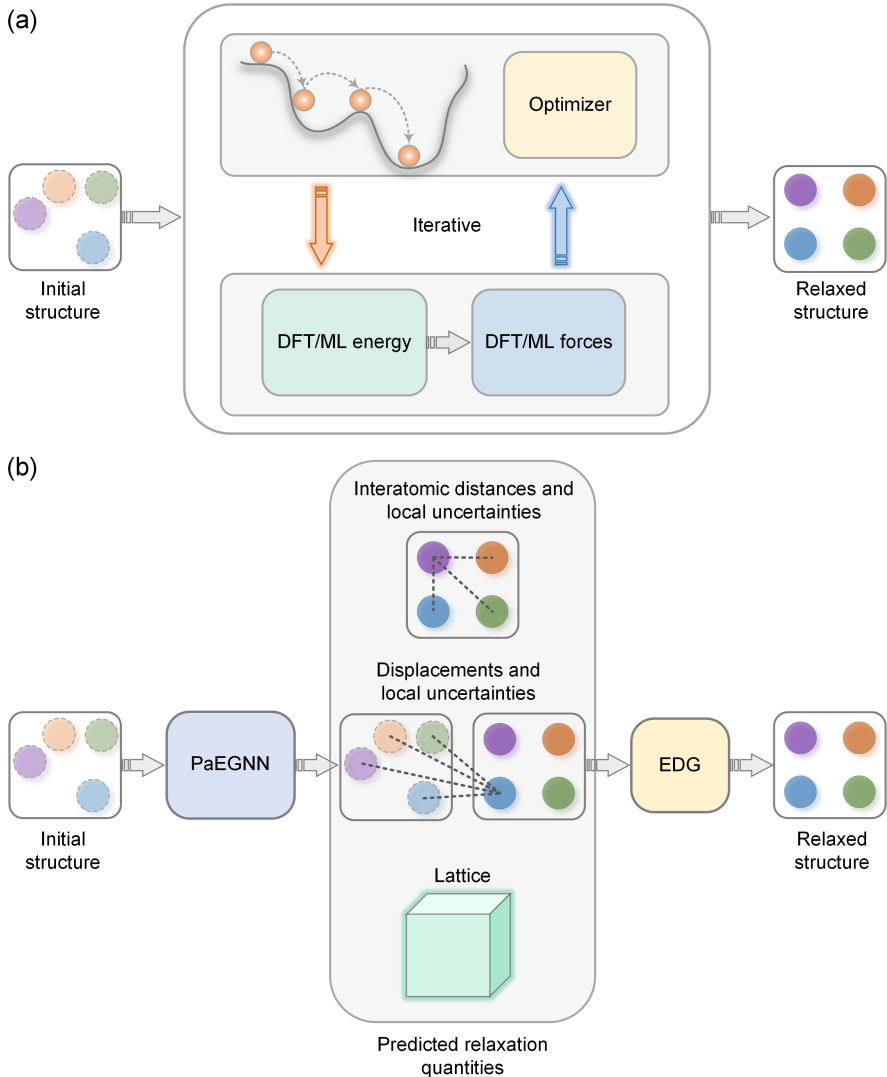 (a)
Optimizer
Iterative
Initial
structure
Relaxed
structure
DFT/ML energy
DFT/ML forces
(b)
Interatomic distances and
local uncertainties
Displacements and
local uncertainties
PaEGNN
EDG
Initial
structure
Relaxed
structure
Lattice
Predicted relaxation
quantities